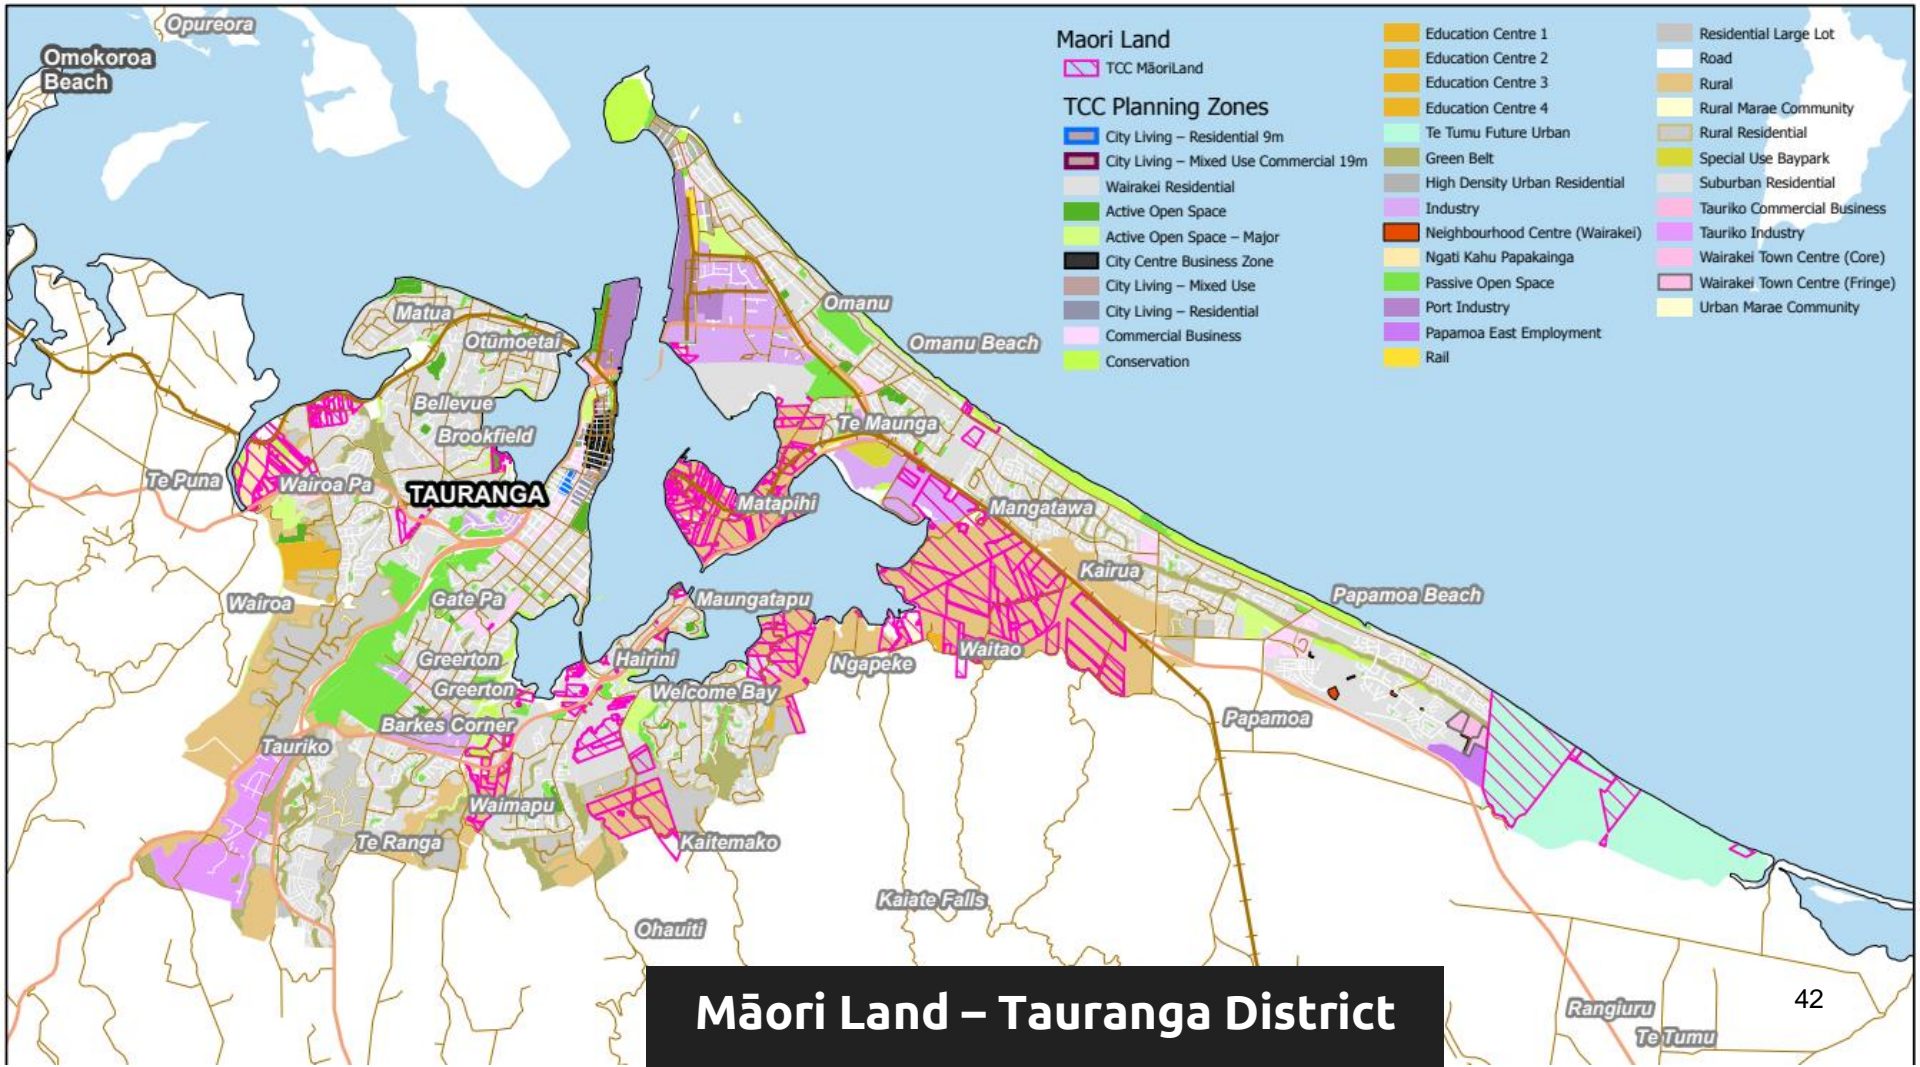 Opureora
Omokoroa
Beach
Maori Land
TCC MāoriLand
TCC Planning Zones
City Living – Residential 9m
City Living – Mixed Use Commercial 19m
Wairakei Residential
Active Open Space
Active Open Space – Major
City Centre Business Zone
City Living – Mixed Use
City Living – Residential
Commercial Business
Conservation
Education Centre 1
Education Centre 2
Education Centre 3
Education Centre 4
Te Tumu Future Urban
Green Belt
High Density Urban Residential
Industry
Neighbourhood Centre (Wairakei)
Ngati Kahu Papakainga
Passive Open Space
Port Industry
Papamoa East Employment
Rail
Residential Large Lot
Road
Rural
Rural Marae Community
Rural Residential
Special Use Baypark
Suburban Residential
Tauriko Commercial Business
Tauriko Industry
Wairakei Town Centre (Core)
Wairakei Town Centre (Fringe)
Urban Marae Community
Matua
Otūmoetai
Omanu
Omanu Beach
Bellevue
Brookfield
Te Maunga
Te Puna
Wairoa Pa
TAURANGA
Matapihi
Mangatawa
Kairua
Wairoa
Gate Pa
Maungatapu
Papamoa Beach
Greerton
Hairini
Ngapeke
Waitao
Greerton
Welcome Bay
Barkes Corner
Papamoa
Tauriko
Waimapu
Te Ranga
Kaitemako
Kaiate Falls
Ohauiti
Māori Land – Tauranga District
42
Rangiuru
Te Tumu